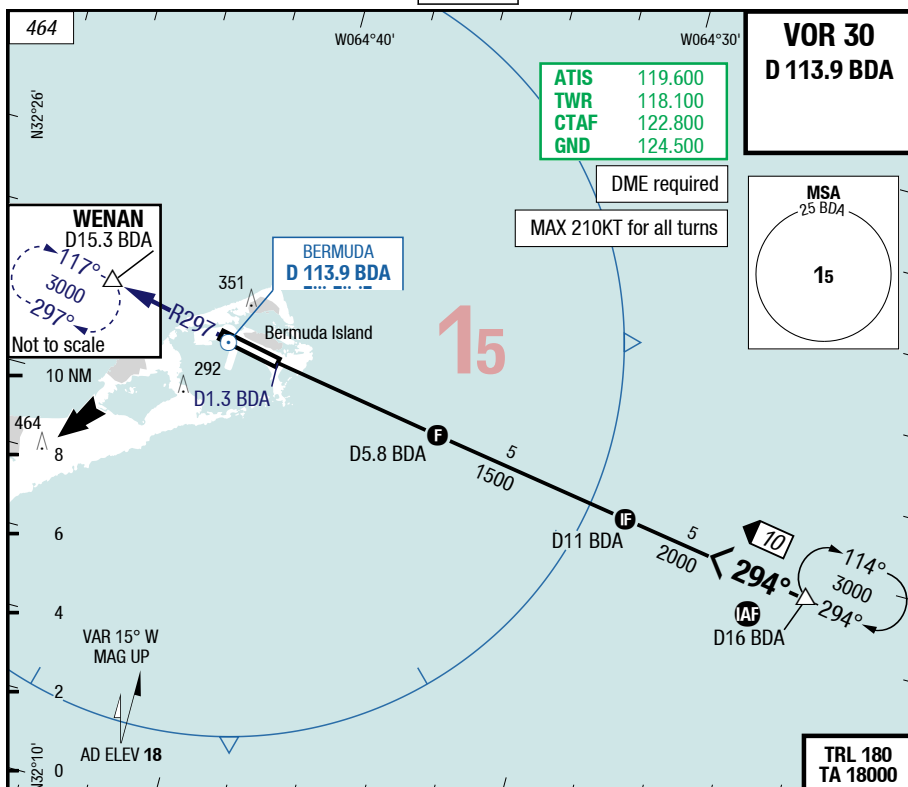 464
W064°40'
W064°30'
VOR 30
D 113.9 BDA
N32°26'
ATIS 119.600
TWR 118.100
CTAF 122.800
GND 124.500
DME required
MAX 210KT for all turns
MSA
25 BDA
15
WENAN
D15.3 BDA
117°
3000
297°
Not to scale
R297
BERMUDA
D 113.9 BDA
351
Bermuda Island
15
10 NM
292
D1.3 BDA
464
8
F
D5.8 BDA
5
1500
6
IF
D11 BDA
5
2000
10
294°
114°
3000
294°
4
IAF
D16 BDA
VAR 15° W
MAG UP
2
AD ELEV 18
N32°10'
0
TRL 180
TA 18000